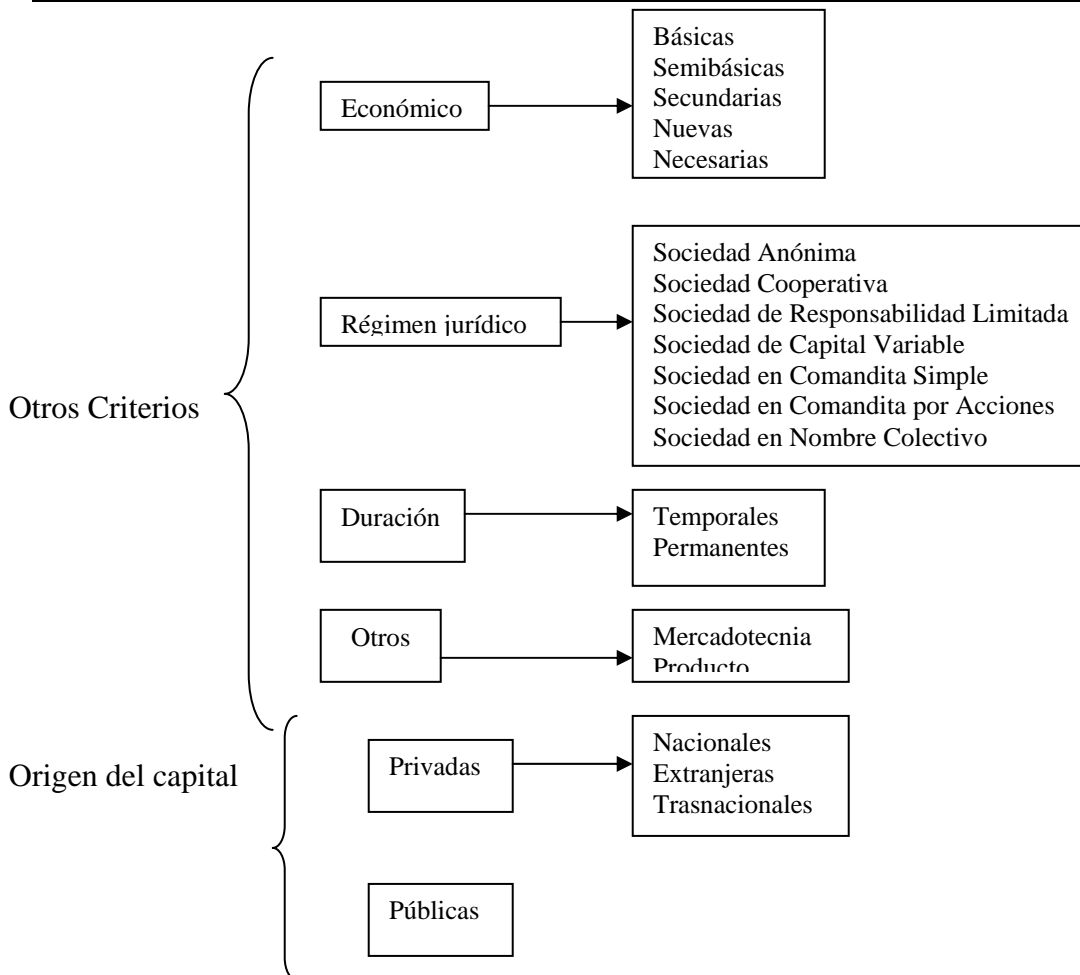 Otros Criterios
Económico
Básicas
Semibásicas
Secundarias
Nuevas
Necesarias
Régimen jurídico
Sociedad Anónima
Sociedad Cooperativa
Sociedad de Responsabilidad Limitada
Sociedad de Capital Variable
Sociedad en Comandita Simple
Sociedad en Comandita por Acciones
Sociedad en Nombre Colectivo
Duración
Temporales
Permanentes
Otros
Mercadotecnia
Producto
Origen del capital
Privadas
Nacionales
Extranjeras
Trasnacionales
Públicas